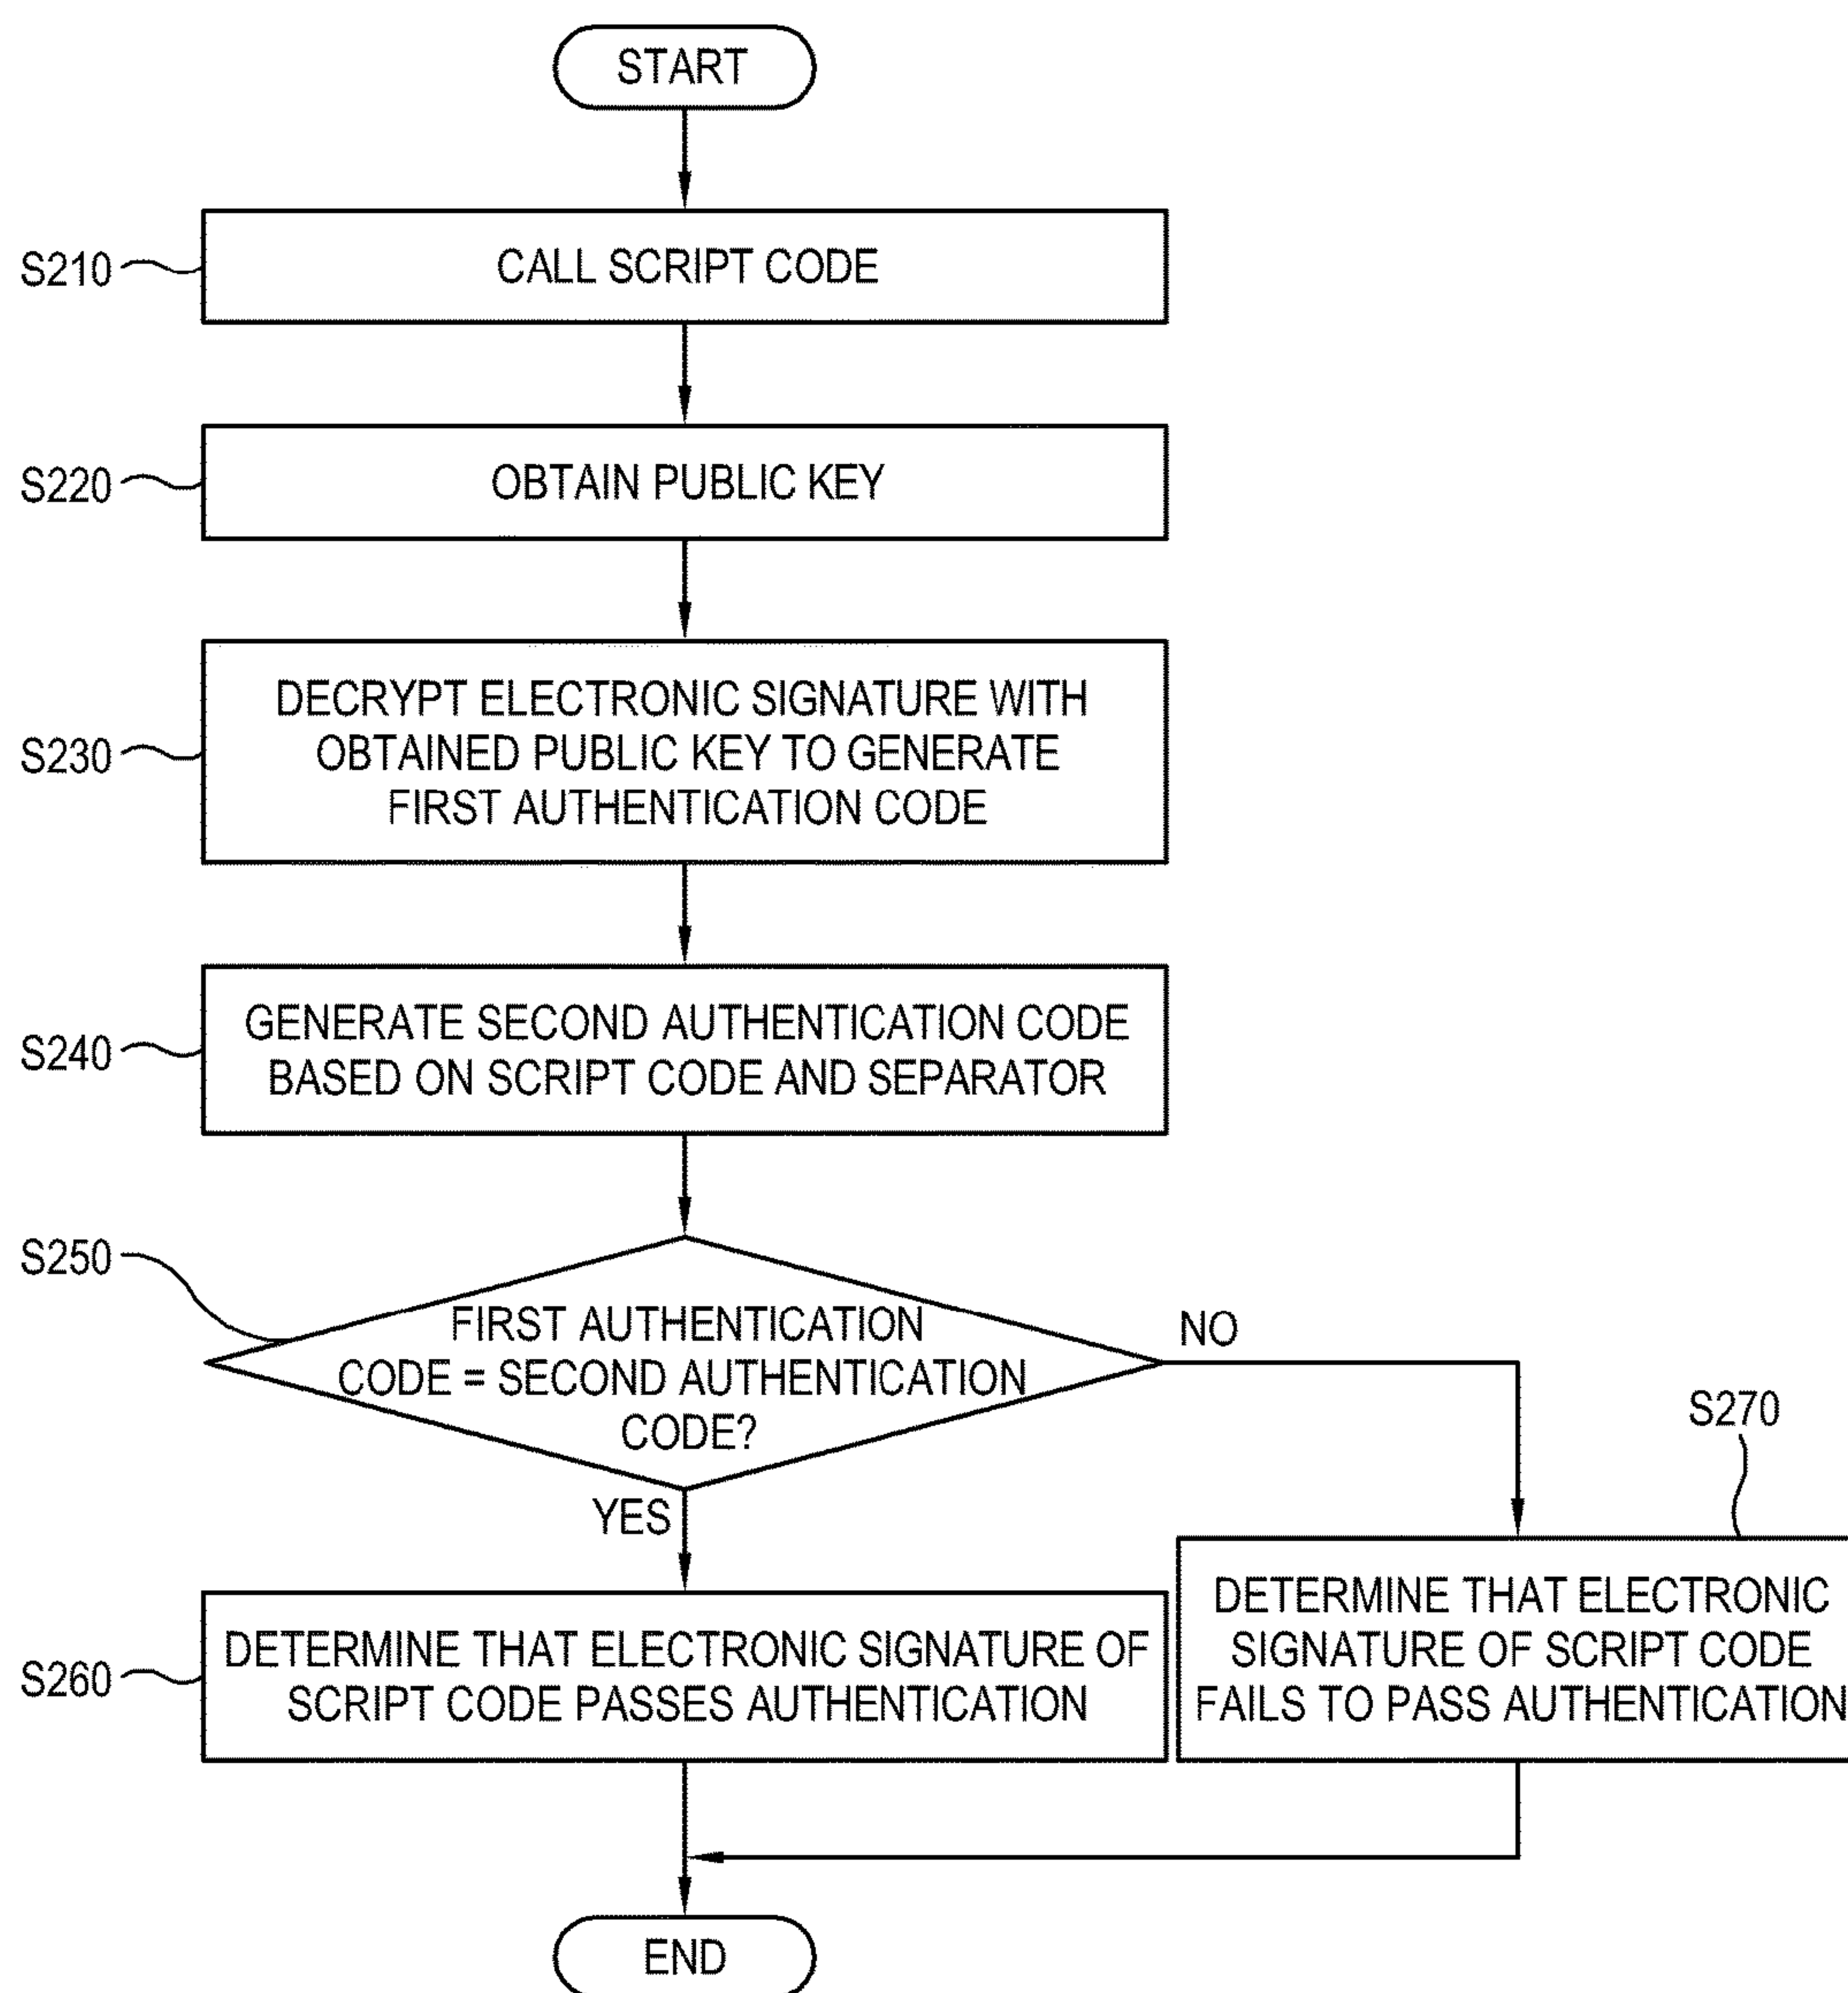 START
S210
CALL SCRIPT CODE
S220
OBTAIN PUBLIC KEY
S230
DECRYPT ELECTRONIC SIGNATURE WITH
OBTAINED PUBLIC KEY TO GENERATE
FIRST AUTHENTICATION CODE
S240
GENERATE SECOND AUTHENTICATION CODE
BASED ON SCRIPT CODE AND SEPARATOR
S250
FIRST AUTHENTICATION
CODE = SECOND AUTHENTICATION
CODE?
NO
YES
S270
DETERMINE THAT ELECTRONIC
SIGNATURE OF SCRIPT CODE
FAILS TO PASS AUTHENTICATION
S260
DETERMINE THAT ELECTRONIC SIGNATURE OF
SCRIPT CODE PASSES AUTHENTICATION
END